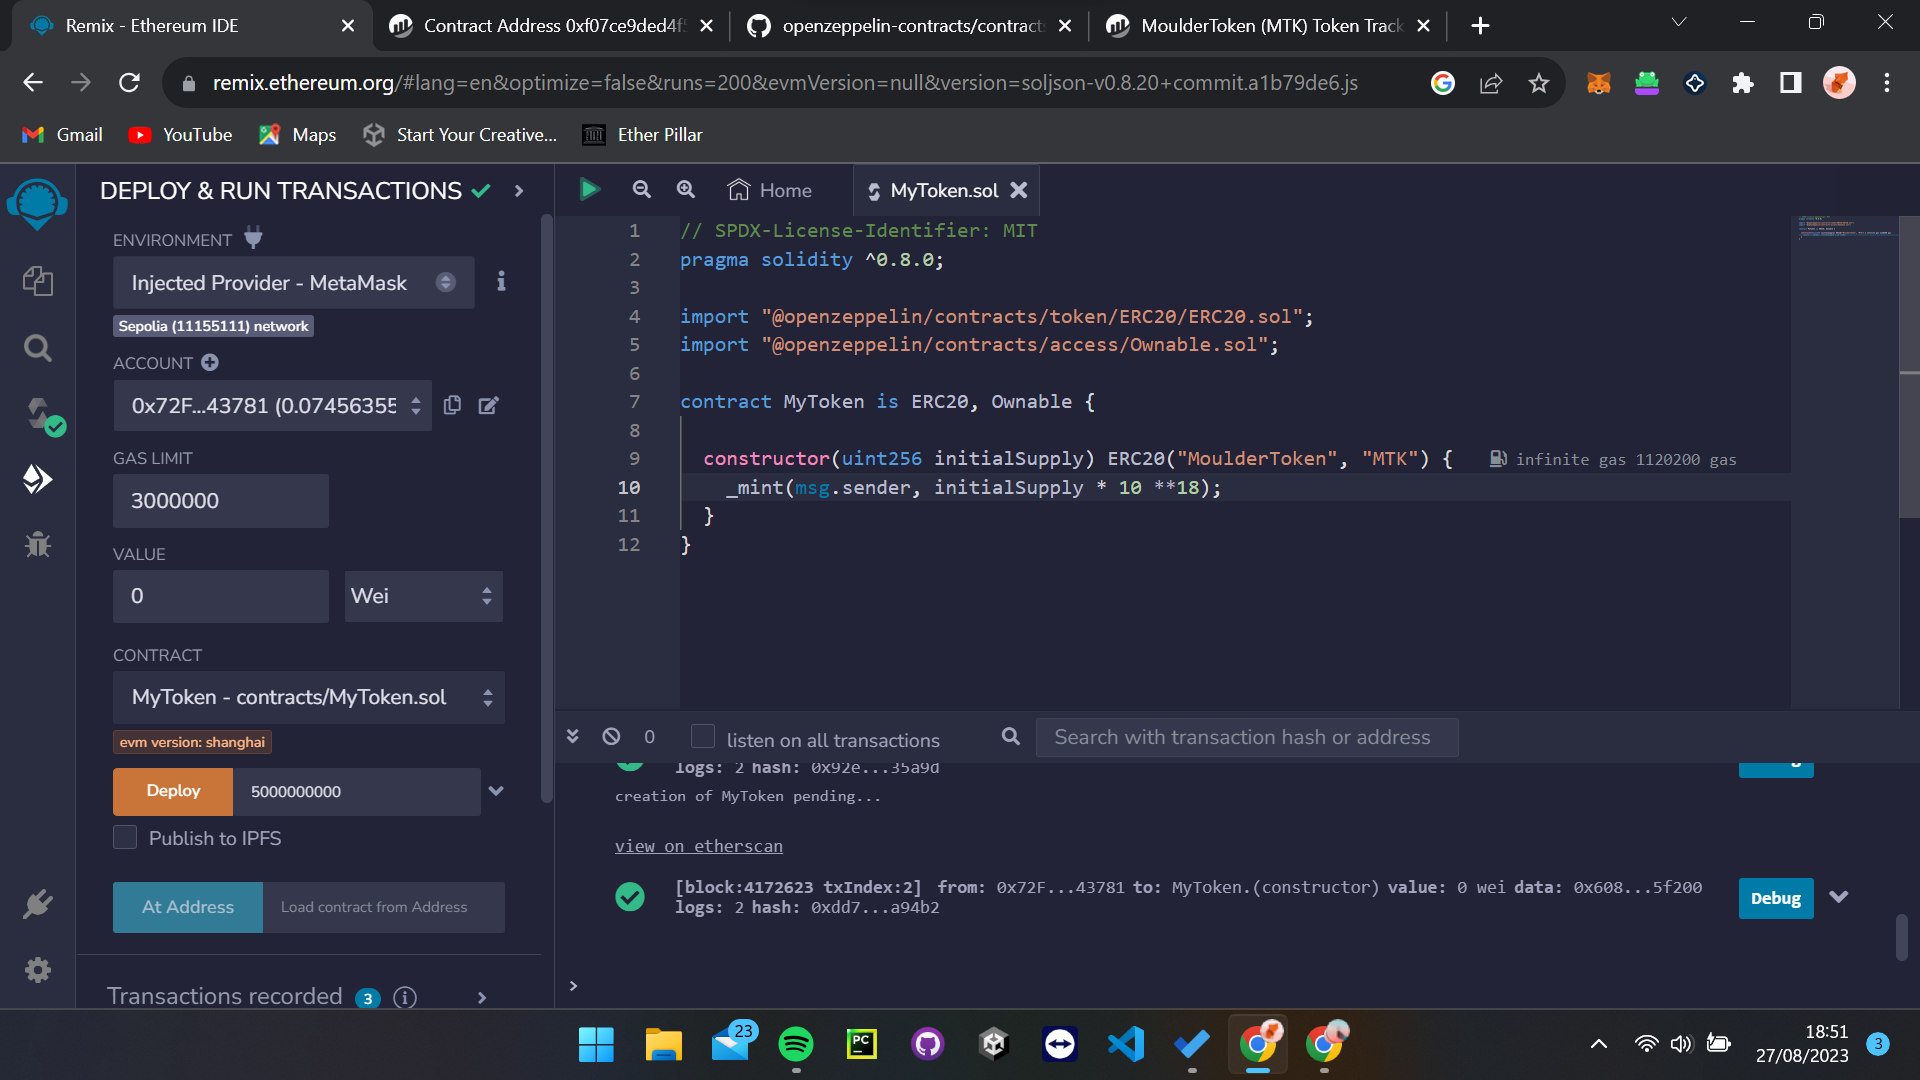 Remix - Ethereum IDE
Contract Address 0xf07ce9ded4f
openzeppelin-contracts/contracts
MoulderToken (MTK) Token Track
remix.ethereum.org/#lang=en&optimize=false&runs=200&evmVersion=null&version=soljson-v0.8.20+commit.a1b79de6.js
Gmail
YouTube
Maps
Start Your Creative...
Ether Pillar
DEPLOY & RUN TRANSACTIONS
ENVIRONMENT
Injected Provider - MetaMask
Sepolia (11155111) network
ACCOUNT
0x72F...43781 (0.07456355
GAS LIMIT
3000000
VALUE
0
Wei
CONTRACT
MyToken - contracts/MyToken.sol
evm version: shanghai
Deploy
5000000000
Publish to IPFS
At Address
Load contract from Address
Transactions recorded 3
Home
MyToken.sol
1 // SPDX-License-Identifier: MIT
2 pragma solidity ^0.8.0;
3
4 import "@openzeppelin/contracts/token/ERC20/ERC20.sol";
5 import "@openzeppelin/contracts/access/Ownable.sol";
6
7 contract MyToken is ERC20, Ownable {
8
9 constructor(uint256 initialSupply) ERC20("MoulderToken", "MTK") { infinite gas 1120200 gas
10 _mint(msg.sender, initialSupply * 10 **18);
11 }
12 }
0
listen on all transactions
Search with transaction hash or address
logs: 2 hash: 0x92e...35a9d
creation of MyToken pending...
view on etherscan
[block:4172623 txIndex:2] from: 0x72F...43781 to: MyToken.(constructor) value: 0 wei data: 0x608...5f200
logs: 2 hash: 0xdd7...a94b2
Debug
>
23
PC
18:51
27/08/2023
3